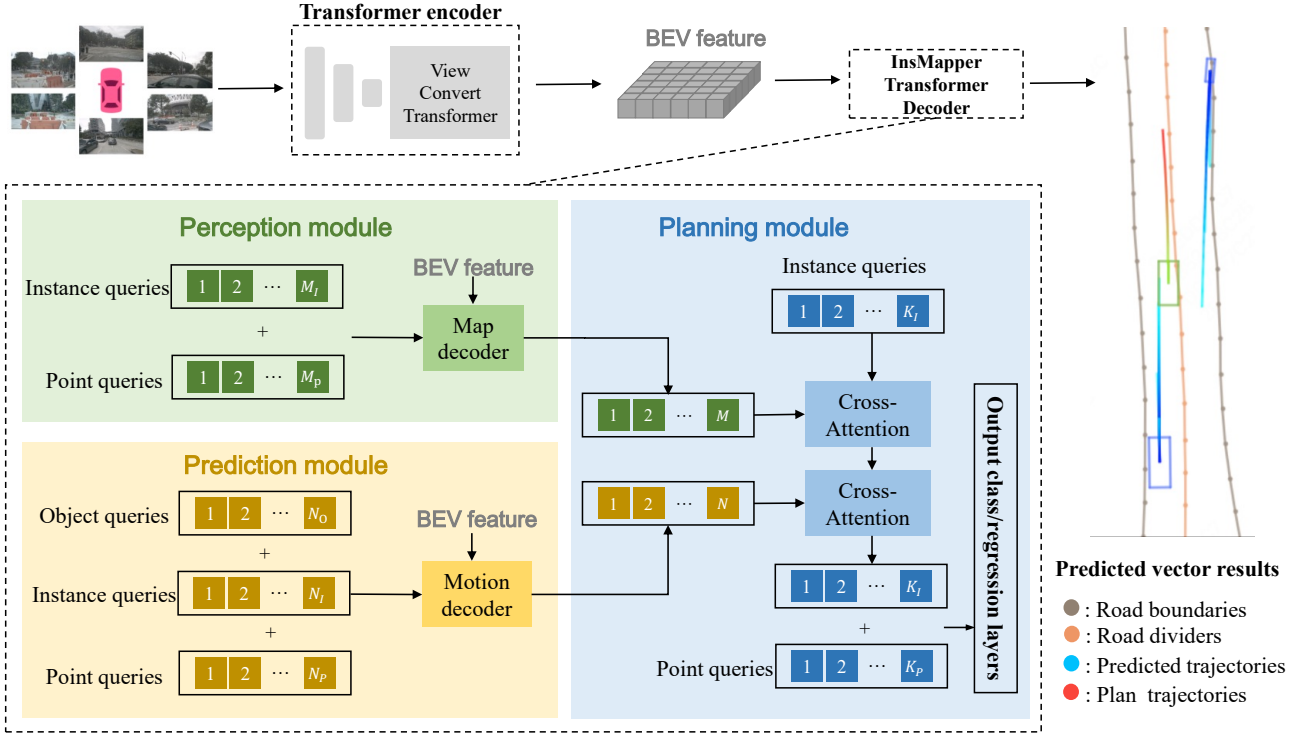 Transformer encoder
View
Convert
Transformer
BEV feature
InsMapper
Transformer
Decoder
Perception module
Instance queries
1 2 ··· M_I
+
Point queries
1 2 ··· M_p
BEV feature
Map
decoder
Prediction module
Object queries
1 2 ··· N_O
+
Instance queries
1 2 ··· N_I
+
Point queries
1 2 ··· N_P
BEV feature
Motion
decoder
Planning module
Instance queries
1 2 ··· K_I
1 2 ··· M
Cross-
Attention
1 2 ··· N
Cross-
Attention
1 2 ··· K_I
+
Point queries
1 2 ··· K_P
Output class/regression
layers
Predicted vector results
: Road boundaries
: Road dividers
: Predicted trajectories
: Plan trajectories